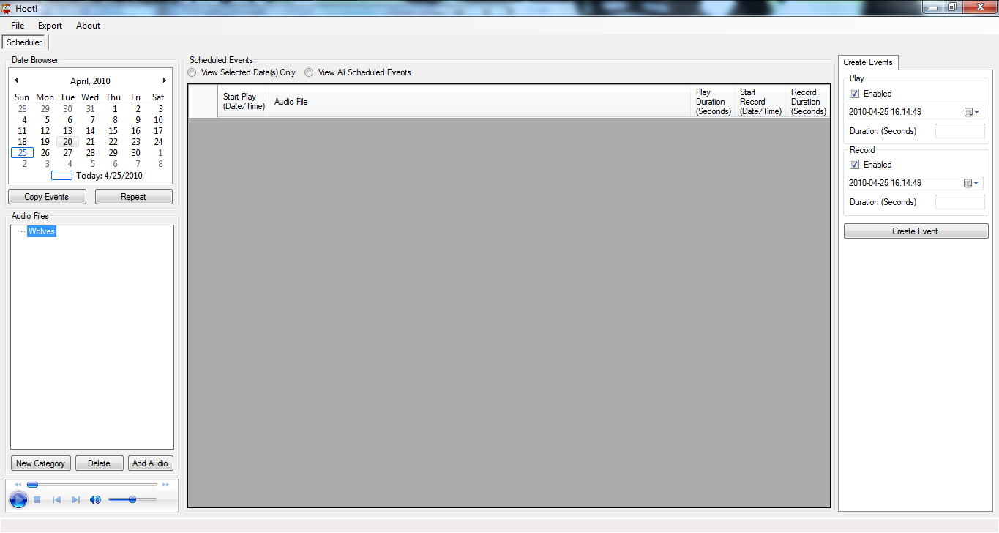 Hoot!
File Export About
Scheduler
Date Browser
April, 2010
Sun Mon Tue Wed Thu Fri Sat
28 29 30 31 1 2 3
4 5 6 7 8 9 10
11 12 13 14 15 16 17
18 19 20 21 22 23 24
25 26 27 28 29 30 1
2 3 4 5 6 7 8
Today: 4/25/2010
Copy Events Repeat
Audio Files
Wolves
New Category Delete Add Audio
Scheduled Events
View Selected Date(s) Only View All Scheduled Events
Start Play
(Date/Time)
Audio File
Play
Duration
(Seconds)
Start
Record
(Date/Time)
Record
Duration
(Seconds)
Create Events
Play
Enabled
2010-04-25 16:14:49
Duration (Seconds)
Record
Enabled
2010-04-25 16:14:49
Duration (Seconds)
Create Event